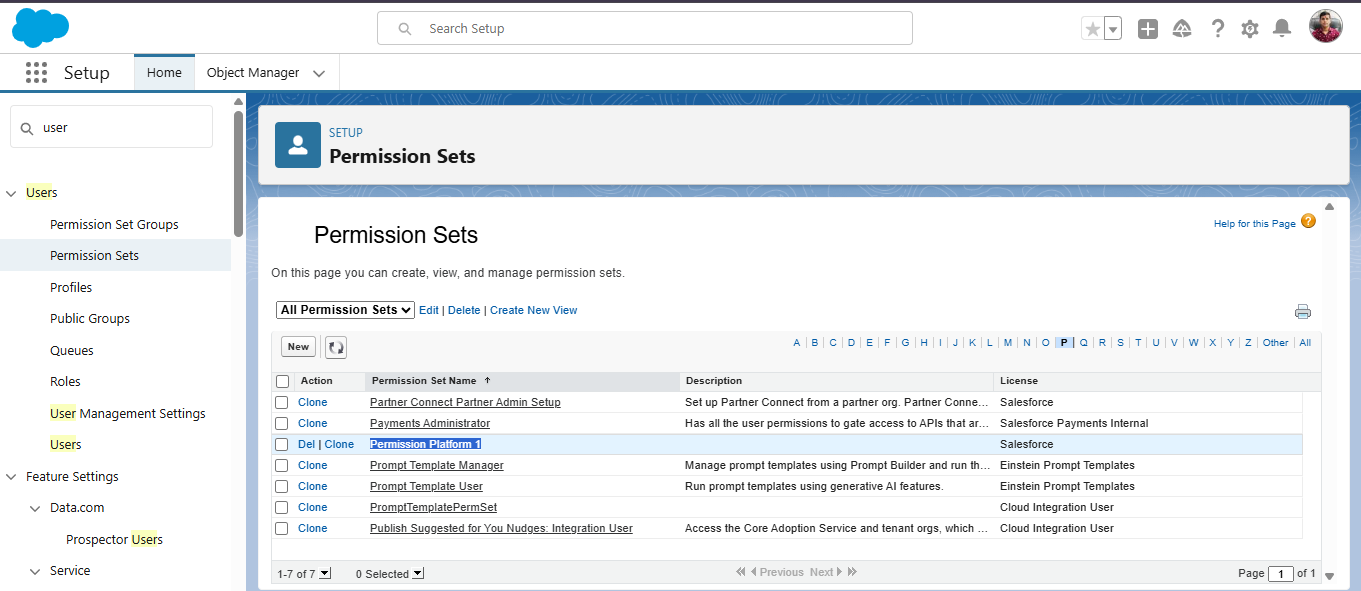 Search Setup
Setup
Home
Object Manager
user
Users
Permission Set Groups
Permission Sets
Profiles
Public Groups
Queues
Roles
User Management Settings
Users
Feature Settings
Data.com
Prospector Users
Service
SETUP
Permission Sets
Permission Sets
Help for this Page ?
On this page you can create, view, and manage permission sets.
All Permission Sets Edit | Delete | Create New View
New
A | B | C | D | E | F | G | H | I | J | K | L | M | N | O | P | Q | R | S | T | U | V | W | X | Y | Z | Other | All
Action Permission Set Name ↑ Description License
Clone Partner Connect Partner Admin Setup Set up Partner Connect from a partner org. Partner Conne... Salesforce
Clone Payments Administrator Has all the user permissions to gate access to APIs that ar... Salesforce Payments Internal
Del | Clone Permission Platform 1 Salesforce
Clone Prompt Template Manager Manage prompt templates using Prompt Builder and run th... Einstein Prompt Templates
Clone Prompt Template User Run prompt templates using generative AI features. Einstein Prompt Templates
Clone PromptTemplatePermSet Cloud Integration User
Clone Publish Suggested for You Nudges: Integration User Access the Core Adoption Service and tenant orgs, which ... Cloud Integration User
1-7 of 7 0 Selected Previous Next Page 1 of 1